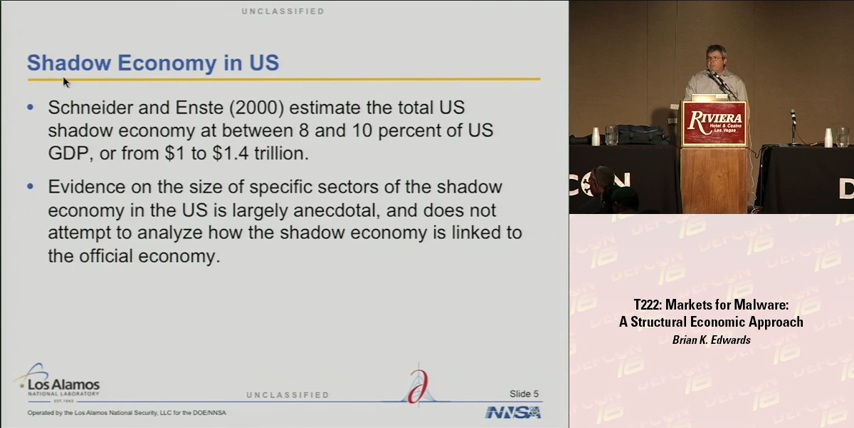 UNCLASSIFIED
Shadow Economy in US
• Schneider and Enste (2000) estimate the total US
shadow economy at between 8 and 10 percent of US
GDP, or from $1 to $1.4 trillion.
• Evidence on the size of specific sectors of the shadow
economy in the US is largely anecdotal, and does not
attempt to analyze how the shadow economy is linked to
the official economy.
Los Alamos
NATIONAL LABORATORY
EST. 1943
Operated by the Los Alamos National Security, LLC for the DOE/NNSA
UNCLASSIFIED
Slide 5
NNSA
RIVIERA
Hotel & Casino
Las Vegas
CON
D
DEFCON 16
T222: Markets for Malware:
A Structural Economic Approach
Brian K. Edwards